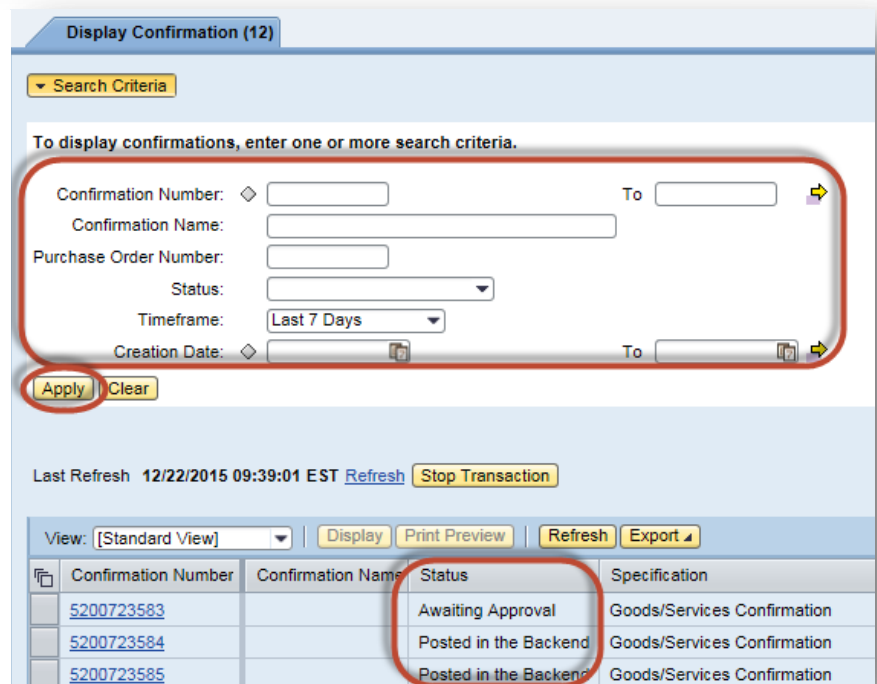 Display Confirmation (12)
Search Criteria
To display confirmations, enter one or more search criteria.
Confirmation Number: To
Confirmation Name:
Purchase Order Number:
Status:
Timeframe: Last 7 Days
Creation Date: To
Apply Clear
Last Refresh 12/22/2015 09:39:01 EST Refresh Stop Transaction
View: [Standard View] Display Print Preview Refresh Export
Confirmation Number Confirmation Name Status Specification
5200723583 Awaiting Approval Goods/Services Confirmation
5200723584 Posted in the Backend Goods/Services Confirmation
5200723585 Posted in the Backend Goods/Services Confirmation